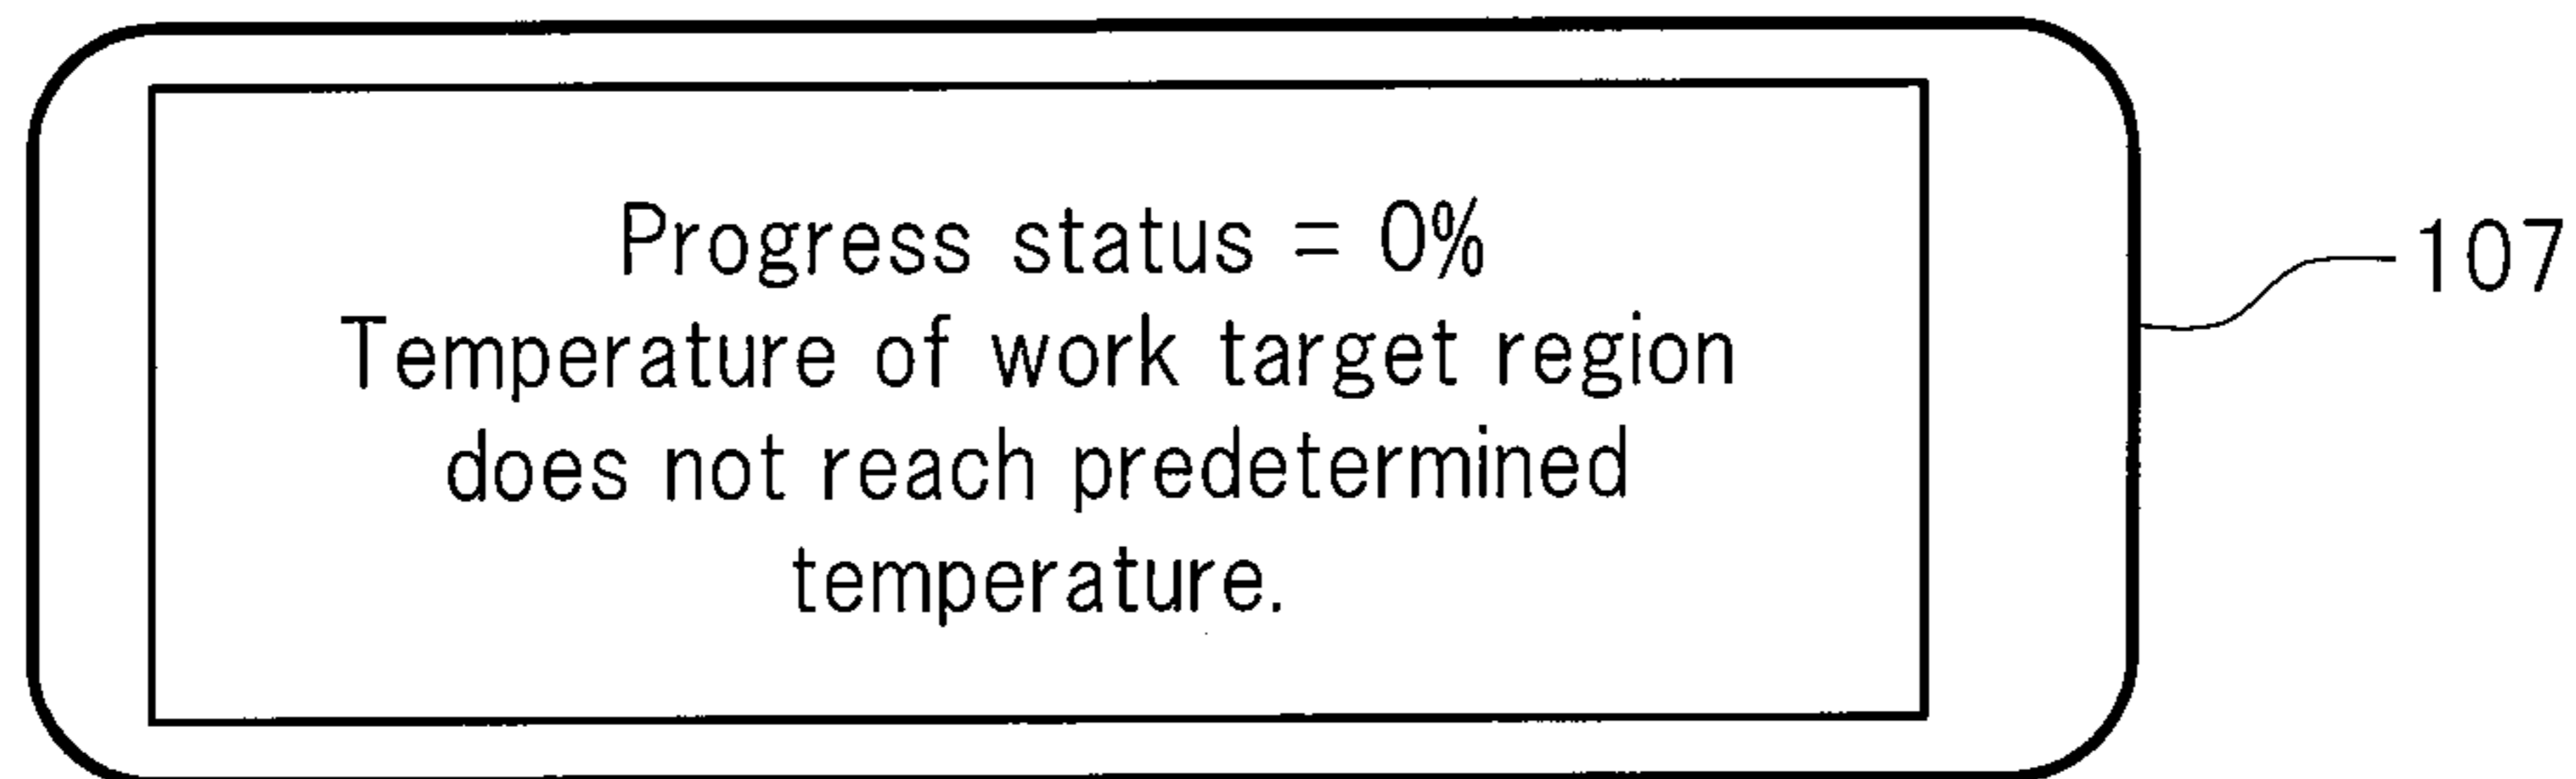 Progress status = 0%
Temperature of work target region
does not reach predetermined
temperature.
107